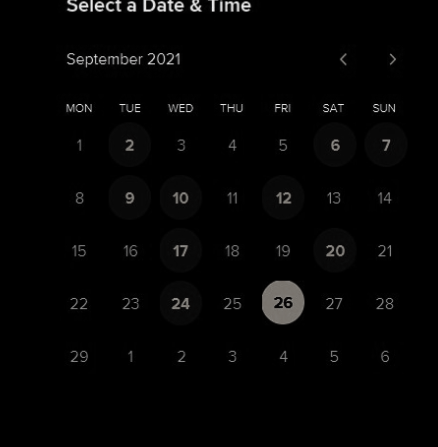 Select a Date & Time
September 2021
MON TUE WED THU FRI SAT SUN
1 2 3 4 5 6 7
8 9 10 11 12 13 14
15 16 17 18 19 20 21
22 23 24 25 26 27 28
29 1 2 3 4 5 6